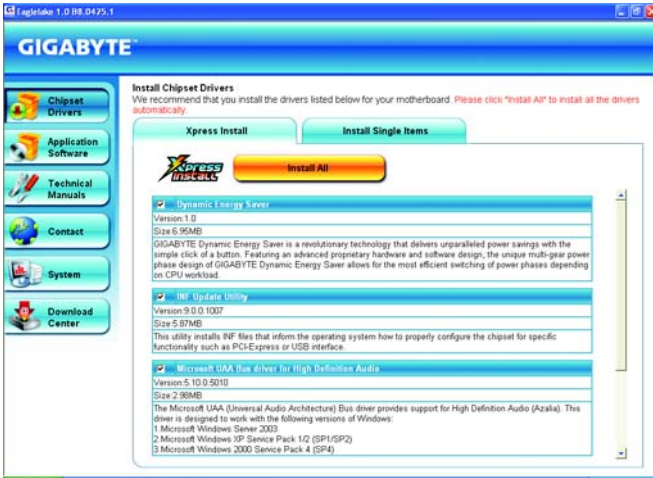 Eaglelake 1.0 B8.0425.1
GIGABYTE™
Chipset
Drivers
Application
Software
Technical
Manuals
Contact
System
Download
Center
Install Chipset Drivers
We recommend that you install the drivers listed below for your motherboard. Please click "Install All" to install all the drivers
automatically.
Xpress Install
Install Single Items
Xpress
Install
Install All
Dynamic Energy Saver
Version:1.0
Size:6.95MB
GIGABYTE Dynamic Energy Saver is a revolutionary technology that delivers unparalleled power savings with the
simple click of a button. Featuring an advanced proprietary hardware and software design, the unique multi-gear power
phase design of GIGABYTE Dynamic Energy Saver allows for the most efficient switching of power phases depending
on CPU workload.
INF Update Utility
Version:9.0.0.1007
Size:5.87MB
This utility installs INF files that inform the operating system how to properly configure the chipset for specific
functionality such as PCI-Express or USB interface.
Microsoft UAA Bus driver for High Definition Audio
Version:5.10.0.5010
Size:2.98MB
The Microsoft UAA (Universal Audio Architecture) Bus driver provides support for High Definition Audio (Azalia). This
driver is designed to work with the following versions of Windows:
1.Microsoft Windows Server 2003
2.Microsoft Windows XP Service Pack 1/2 (SP1/SP2)
3.Microsoft Windows 2000 Service Pack 4 (SP4)